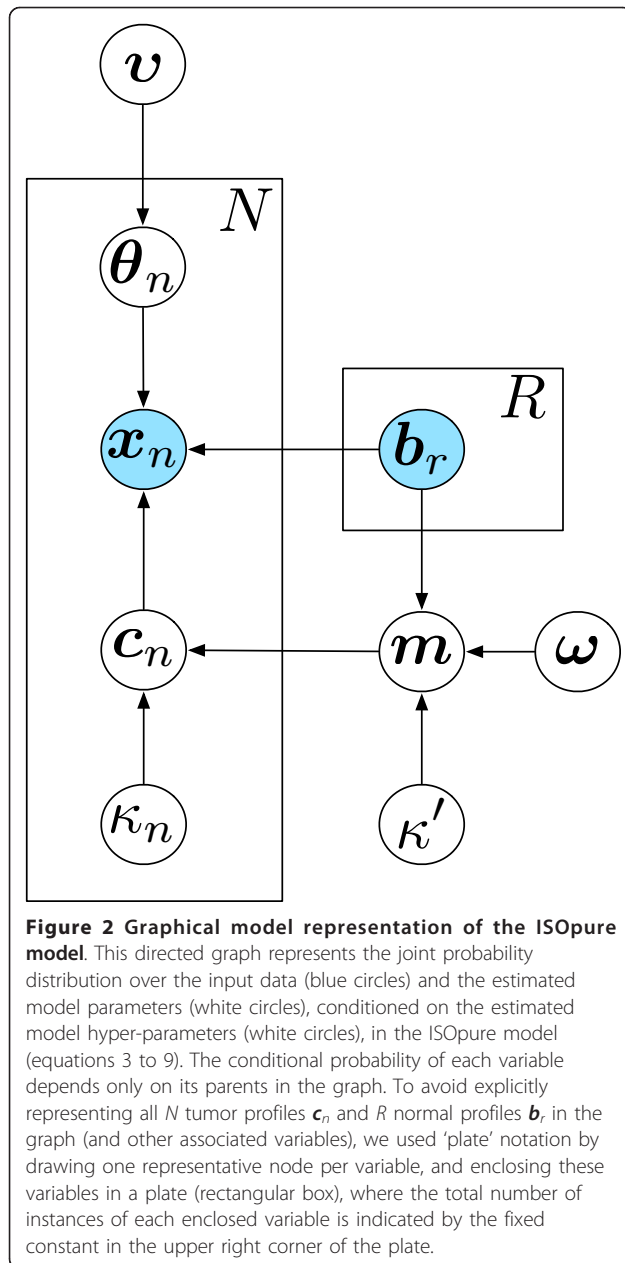 υ
N
θn
xn
R
br
cn
m
ω
κn
κ′
Figure 2 Graphical model representation of the ISOpure
model. This directed graph represents the joint probability
distribution over the input data (blue circles) and the estimated
model parameters (white circles), conditioned on the estimated
model hyper-parameters (white circles), in the ISOpure model
(equations 3 to 9). The conditional probability of each variable
depends only on its parents in the graph. To avoid explicitly
representing all N tumor profiles cn and R normal profiles br in the
graph (and other associated variables), we used ‘plate’ notation by
drawing one representative node per variable, and enclosing these
variables in a plate (rectangular box), where the total number of
instances of each enclosed variable is indicated by the fixed
constant in the upper right corner of the plate.